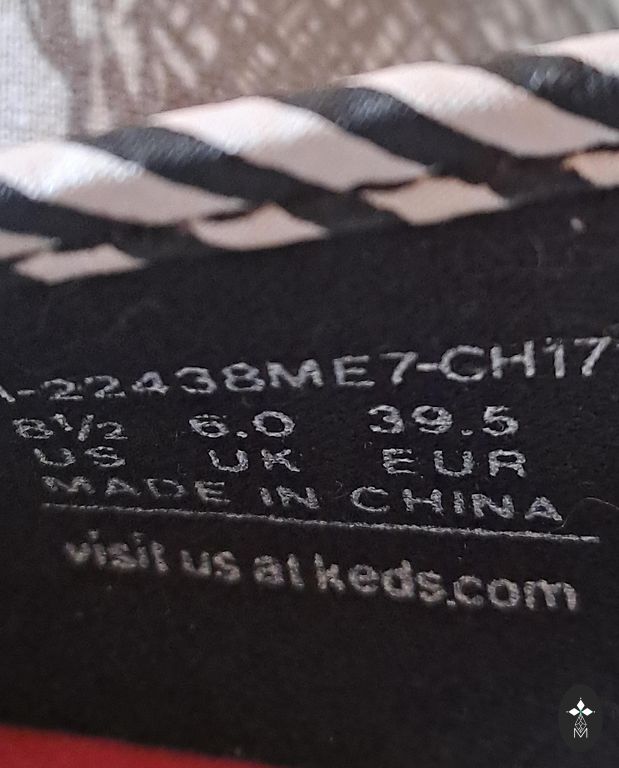 -22438ME7-CH17
8½ 6.0 39.5
US UK EUR
MADE IN CHINA
visit us at keds.com
M